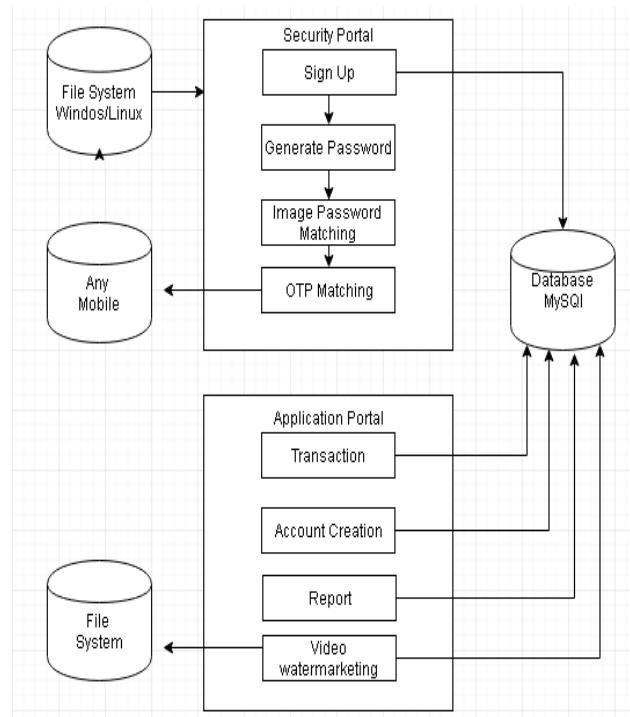 Security Portal
Sign Up
File System
Windos/Linux
Generate Password
Image Password
Matching
Any
Mobile
OTP Matching
Database
MySQl
Application Portal
Transaction
Account Creation
Report
File
System
Video
watermarketing